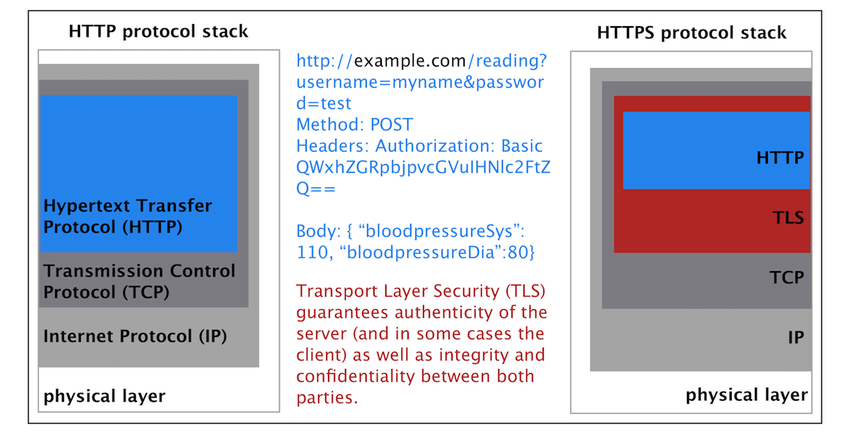 HTTP protocol stack
Hypertext Transfer
Protocol (HTTP)
Transmission Control
Protocol (TCP)
Internet Protocol (IP)
physical layer
http://example.com/reading?
username=myname&passwor
d=test
Method: POST
Headers: Authorization: Basic
QWxhZGRpbjpvcGVuIHNlc2FtZ
Q==
Body: { “bloodpressureSys”:
110, “bloodpressureDia”:80}
Transport Layer Security (TLS)
guarantees authenticity of the
server (and in some cases the
client) as well as integrity and
confidentiality between both
parties.
HTTPS protocol stack
HTTP
TLS
TCP
IP
physical layer